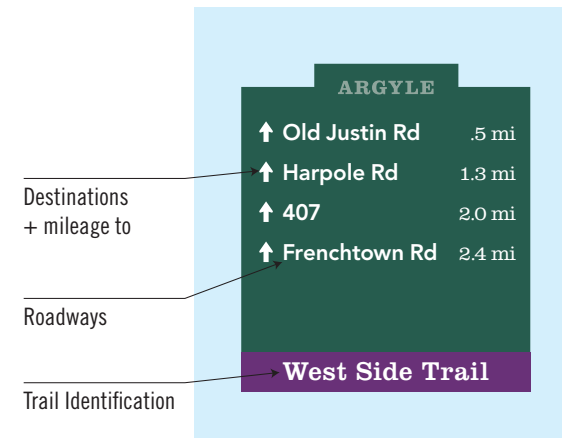 ARGYLE
Old Justin Rd .5 mi
Harpole Rd 1.3 mi
407 2.0 mi
Frenchtown Rd 2.4 mi
West Side Trail
Destinations
+ mileage to
Roadways
Trail Identification